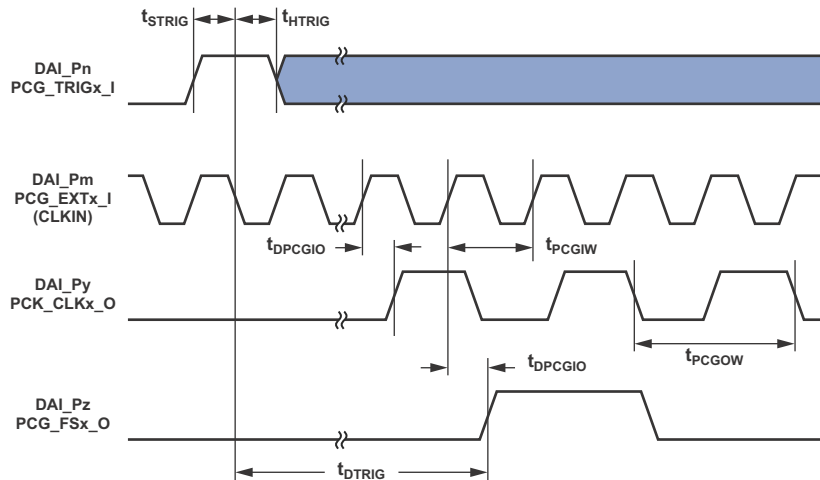 tSTRIG
tHTRIG
DAI_Pn
PCG_TRIGx_I
DAI_Pm
PCG_EXTx_I
(CLKIN)
tDPCGIO
tPCGIW
DAI_Py
PCK_CLKx_O
tDPCGIO
tPCGOW
DAI_Pz
PCG_FSx_O
tDTRIG